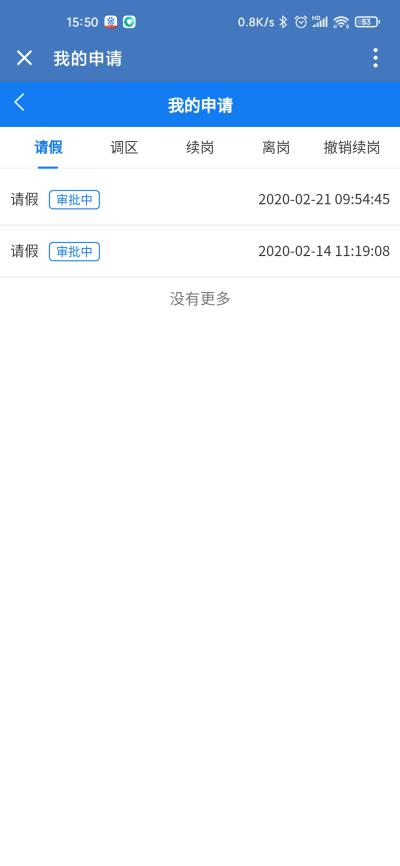 15:50 0.8K/s HD 53
我的申请
我的申请
请假 调区 续岗 离岗 撤销续岗
请假 审批中 2020-02-21 09:54:45
请假 审批中 2020-02-14 11:19:08
没有更多